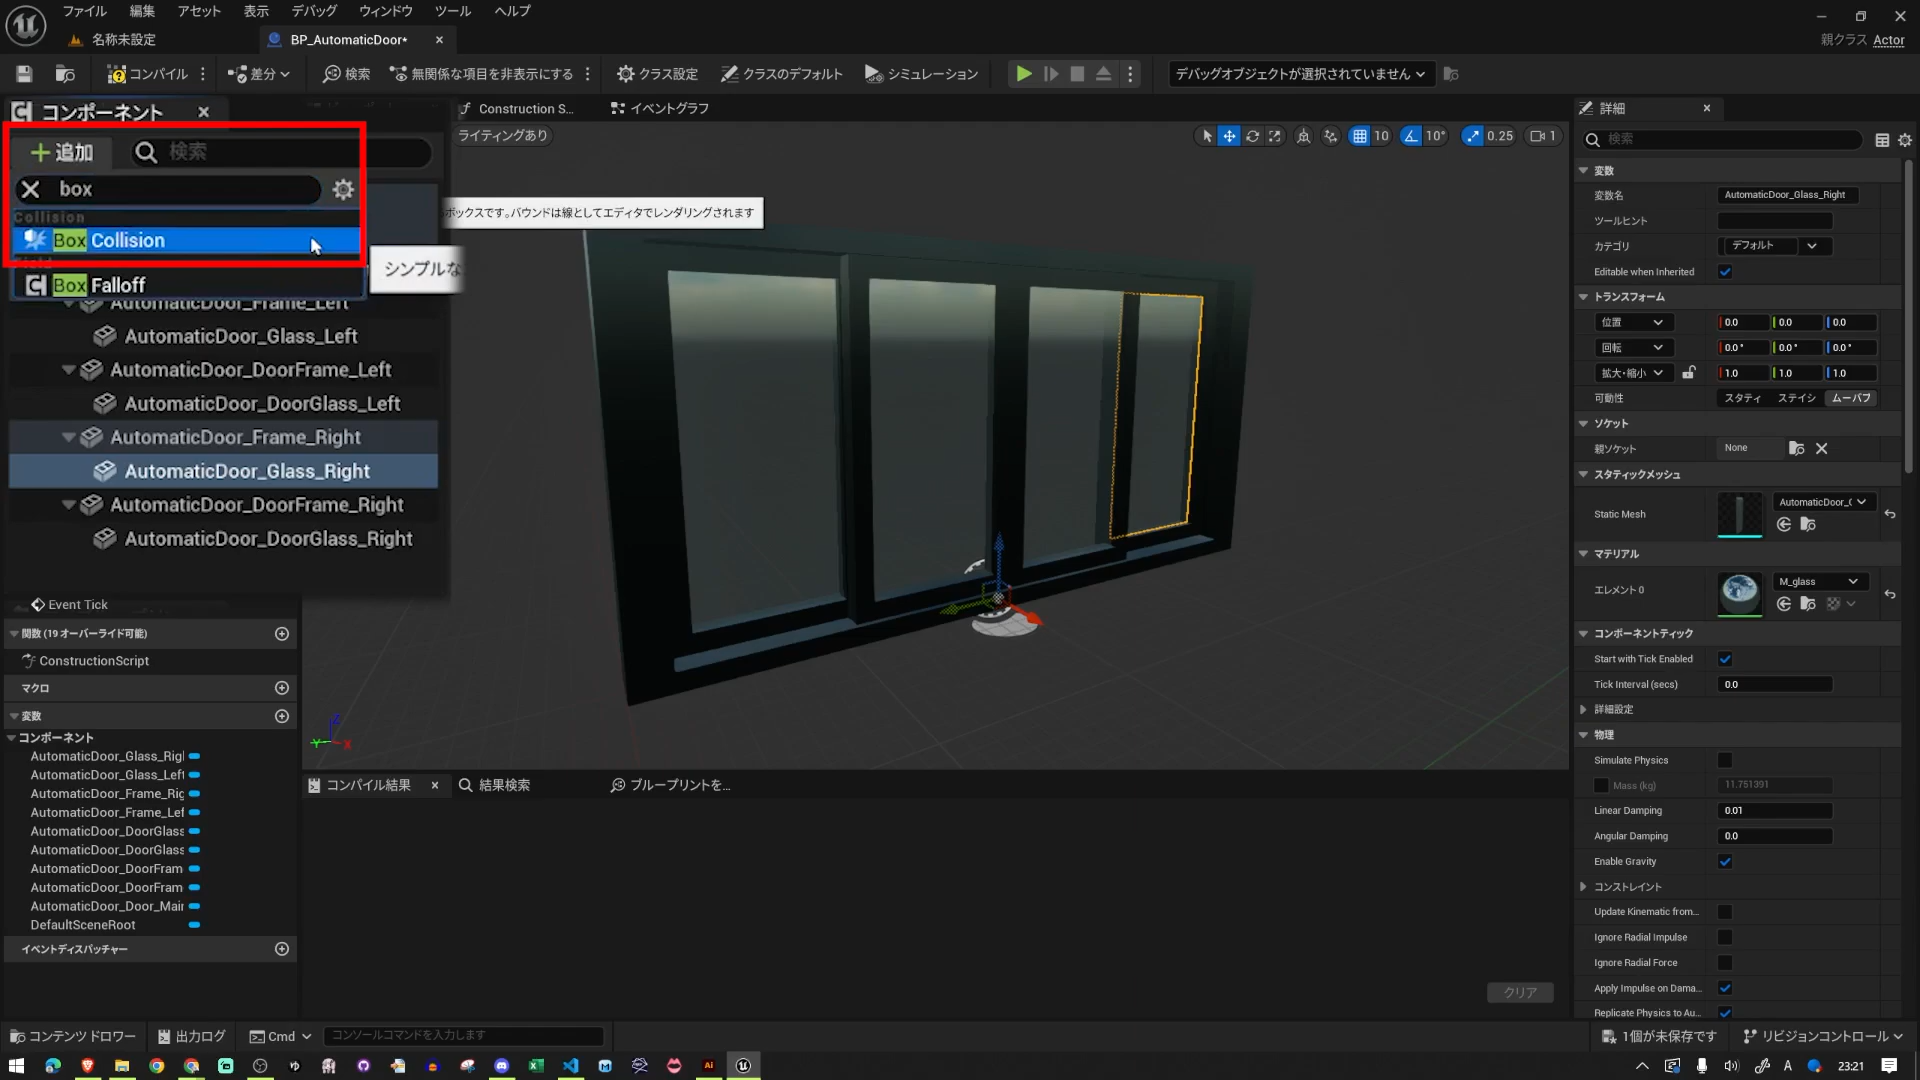 ファイル 編集 アセット 表示 デバッグ ウィンドウ ツール ヘルプ
名称未設定
BP_AutomaticDoor*
親クラス Actor
コンパイル
差分
検索
無関係な項目を非表示にする
クラス設定
クラスのデフォルト
シミュレーション
デバッグオブジェクトが選択されていません
コンポーネント
Construction S...
イベントグラフ
詳細
ライティングあり
10
10°
0.25
1
追加
検索
box
Collision
Box Collision
Box Falloff
ボックスです。バウンドは線としてエディタでレンダリングされます
シンプルな
AutomaticDoor_Frame_Left
AutomaticDoor_Glass_Left
AutomaticDoor_DoorFrame_Left
AutomaticDoor_DoorGlass_Left
AutomaticDoor_Frame_Right
AutomaticDoor_Glass_Right
AutomaticDoor_DoorFrame_Right
AutomaticDoor_DoorGlass_Right
Event Tick
関数 (19 オーバーライド可能)
ConstructionScript
マクロ
変数
コンポーネント
AutomaticDoor_Glass_Rigl
AutomaticDoor_Glass_Left
AutomaticDoor_Frame_Rig
AutomaticDoor_Frame_Lef
AutomaticDoor_DoorGlass
AutomaticDoor_DoorGlass
AutomaticDoor_DoorFram
AutomaticDoor_DoorFram
AutomaticDoor_Door_Mair
DefaultSceneRoot
イベントディスパッチャー
コンパイル結果
結果検索
ブループリントを...
クリア
検索
変数
変数名 AutomaticDoor_Glass_Right
ツールヒント
カテゴリ デフォルト
Editable when Inherited
トランスフォーム
位置 0.0 0.0 0.0
回転 0.0° 0.0° 0.0°
拡大・縮小 1.0 1.0 1.0
可動性 スタティ ステイシ ムーバブ
ソケット
親ソケット None
スタティックメッシュ
Static Mesh AutomaticDoor_(
マテリアル
エレメント 0 M_glass
コンポーネントティック
Start with Tick Enabled
Tick Interval (secs) 0.0
詳細設定
物理
Simulate Physics
Mass (kg) 11.751391
Linear Damping 0.01
Angular Damping 0.0
Enable Gravity
コンストレイント
Update Kinematic from...
Ignore Radial Impulse
Ignore Radial Force
Apply Impulse on Dama...
Replicate Physics to Au...
コンテンツ ドロワー
出力ログ
Cmd
コンソールコマンドを入力します
1個が未保存です
リビジョンコントロール
A
23:21